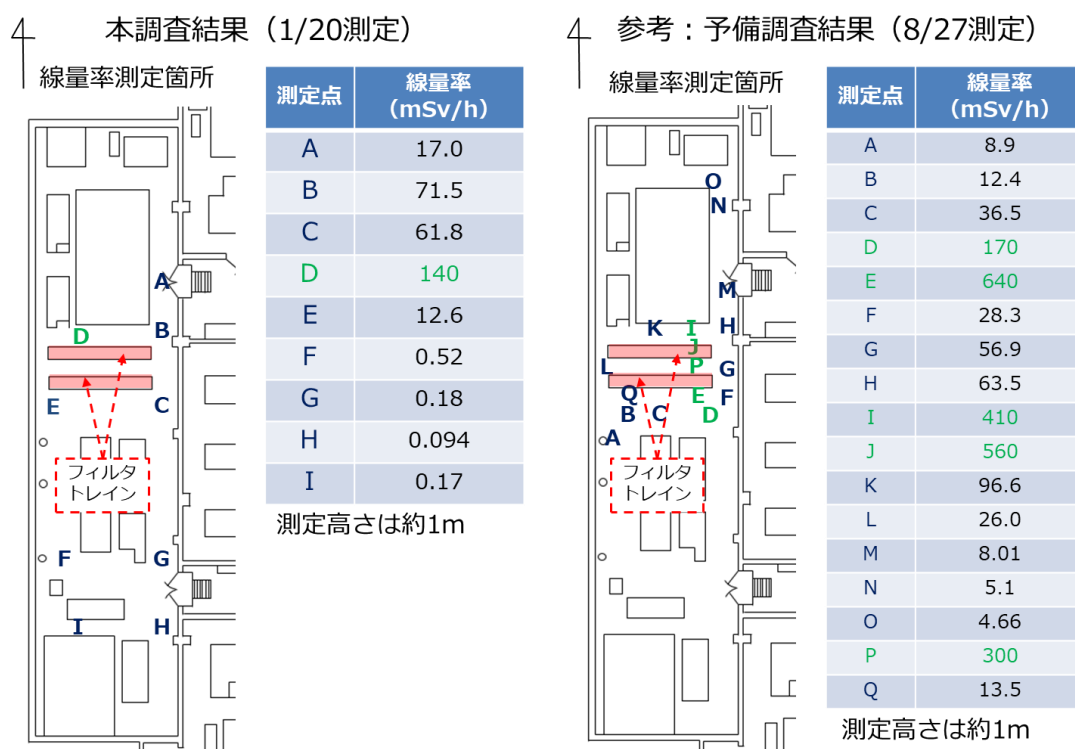 本調査結果（1/20測定）
線量率測定箇所
測定点 線量率（mSv/h）
A 17.0
B 71.5
C 61.8
D 140
E 12.6
F 0.52
G 0.18
H 0.094
I 0.17
測定高さは約1m
A
B
D
E
C
フィルタ
トレイン
F
G
I
H
参考：予備調査結果（8/27測定）
線量率測定箇所
測定点 線量率（mSv/h）
A 8.9
B 12.4
C 36.5
D 170
E 640
F 28.3
G 56.9
H 63.5
I 410
J 560
K 96.6
L 26.0
M 8.01
N 5.1
O 4.66
P 300
Q 13.5
測定高さは約1m
O
N
M
K I H
J
L P G
Q E F
B C D
A
フィルタ
トレイン